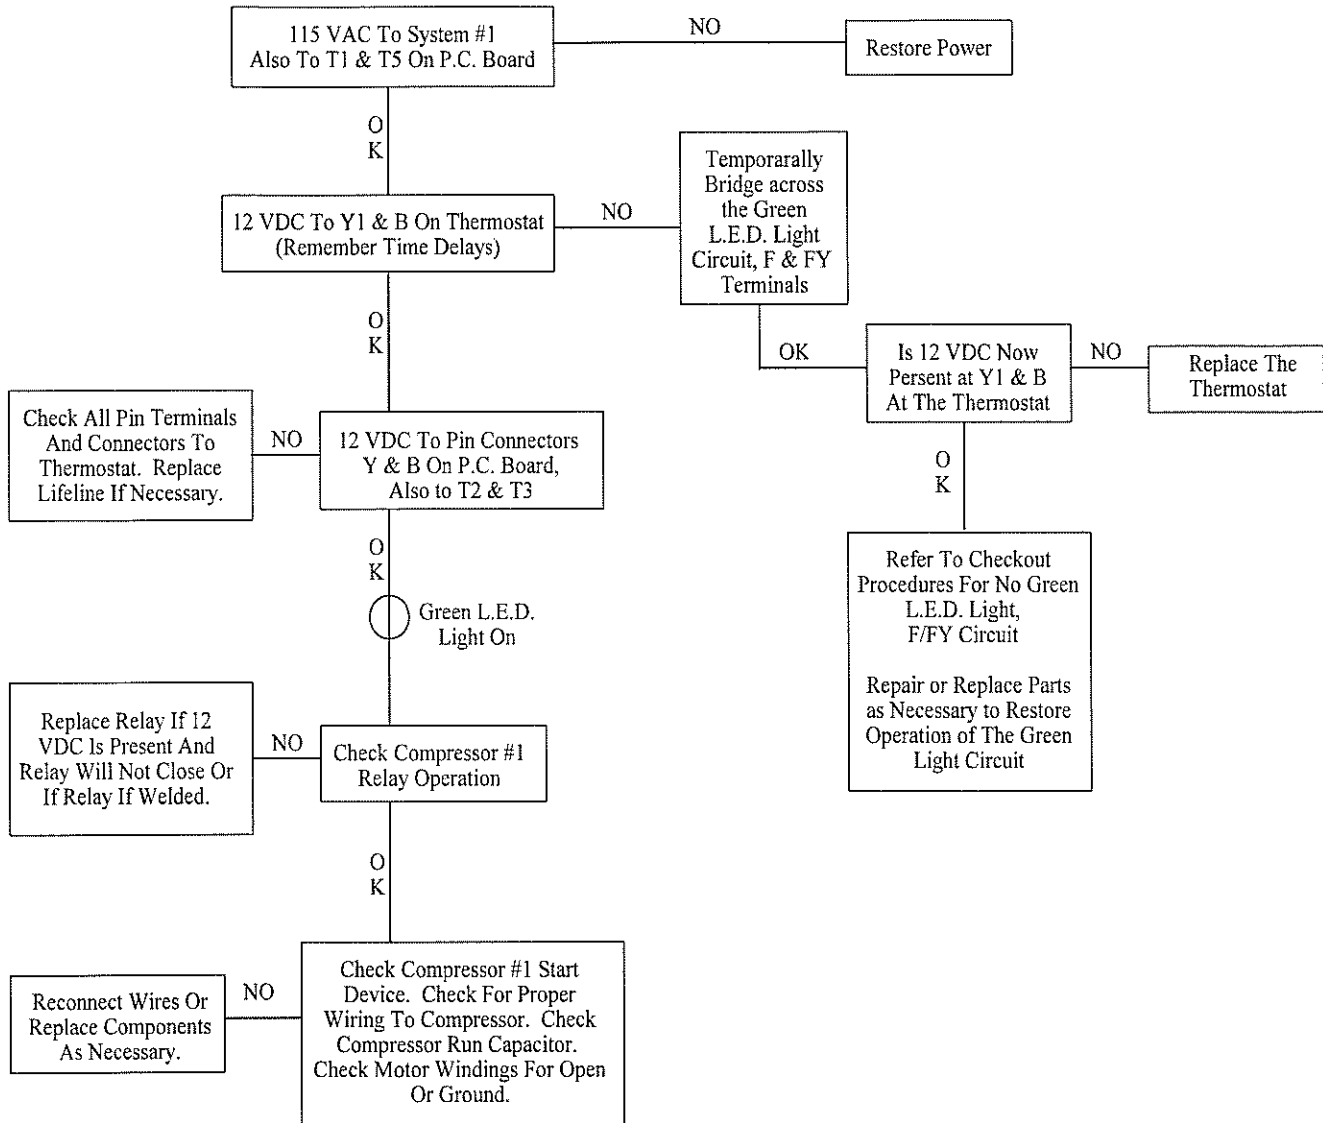 115 VAC To System #1
Also To T1 & T5 On P.C. Board
NO
Restore Power
O
K
12 VDC To Y1 & B On Thermostat
(Remember Time Delays)
NO
Temporarally
Bridge across
the Green
L.E.D. Light
Circuit, F & FY
Terminals
O
K
OK
Is 12 VDC Now
Persent at Y1 & B
At The Thermostat
NO
Replace The
Thermostat
Check All Pin Terminals
And Connectors To
Thermostat. Replace
Lifeline If Necessary.
NO
12 VDC To Pin Connectors
Y & B On P.C. Board,
Also to T2 & T3
O
K
O
K
Green L.E.D.
Light On
Refer To Checkout
Procedures For No Green
L.E.D. Light,
F/FY Circuit
Repair or Replace Parts
as Necessary to Restore
Operation of The Green
Light Circuit
Replace Relay If 12
VDC Is Present And
Relay Will Not Close Or
If Relay If Welded.
NO
Check Compressor #1
Relay Operation
O
K
Reconnect Wires Or
Replace Components
As Necessary.
NO
Check Compressor #1 Start
Device. Check For Proper
Wiring To Compressor. Check
Compressor Run Capacitor.
Check Motor Windings For Open
Or Ground.